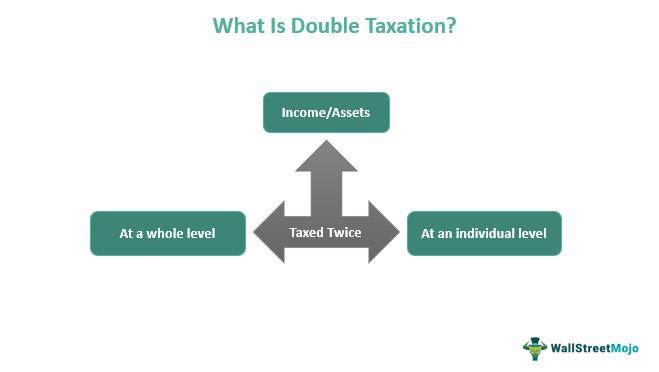 What Is Double Taxation?
Income/Assets
At a whole level
Taxed Twice
At an individual level
WallStreetMojo